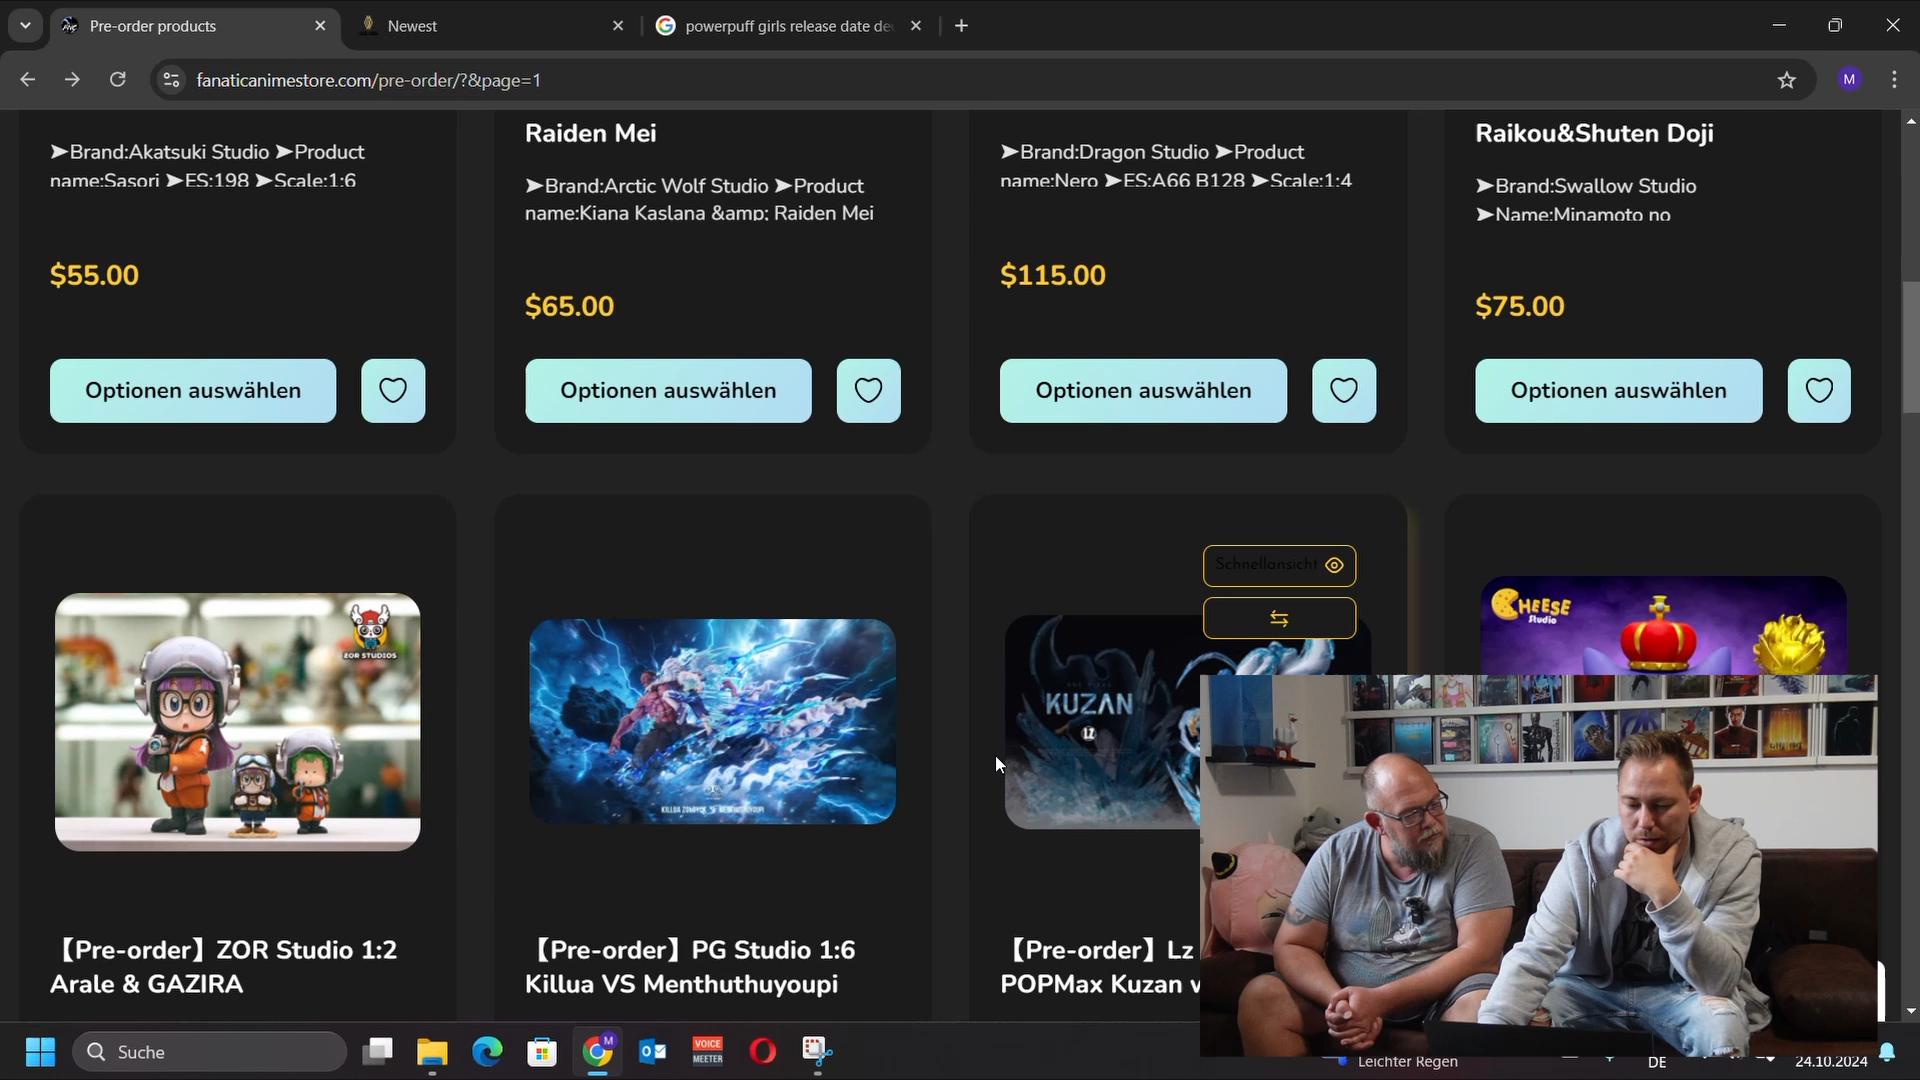 Pre-order products
Newest
powerpuff girls release date de
fanaticanimestore.com/pre-order/?&page=1
M
➤Brand:Akatsuki Studio ➤Product
name:Sasori ➤ES:198 ➤Scale:1:6
$55.00
Optionen auswählen
Raiden Mei
➤Brand:Arctic Wolf Studio ➤Product
name:Kiana Kaslana &amp; Raiden Mei
$65.00
Optionen auswählen
➤Brand:Dragon Studio ➤Product
name:Nero ➤ES:A66 B128 ➤Scale:1:4
$115.00
Optionen auswählen
Raikou&Shuten Doji
➤Brand:Swallow Studio
➤Name:Minamoto no
$75.00
Optionen auswählen
ZOR STUDIOS
【Pre-order】ZOR Studio 1:2
Arale & GAZIRA
【Pre-order】PG Studio 1:6
Killua VS Menthuthuyoupi
Schnellansicht
KUZAN
LZ
【Pre-order】Lz
POPMax Kuzan
CHEESE
Studio
Suche
M
VOICE
MEETER
Leichter Regen
DE
24.10.2024